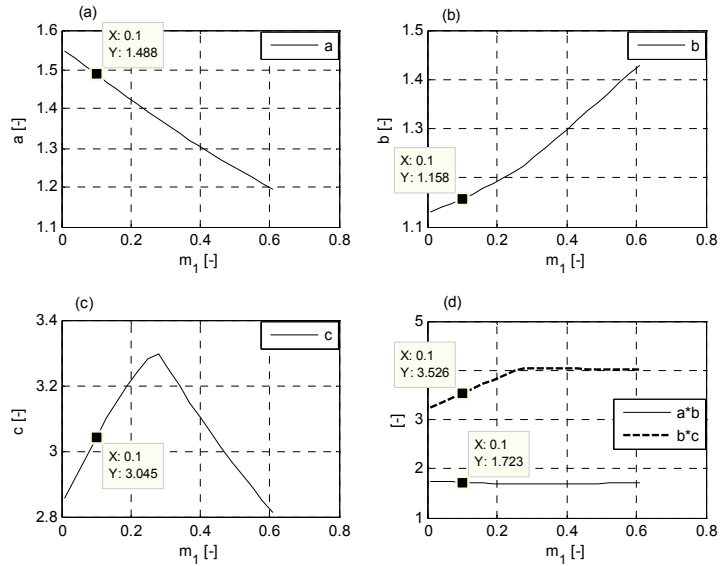 (a)
1.6
1.5
1.4
1.3
1.2
1.1
a [-]
X: 0.1
Y: 1.488
a
0 0.2 0.4 0.6 0.8
m1 [-]
(b)
1.5
1.4
1.3
1.2
1.1
b [-]
X: 0.1
Y: 1.158
b
0 0.2 0.4 0.6 0.8
m1 [-]
(c)
3.4
3.2
3
2.8
c [-]
X: 0.1
Y: 3.045
c
0 0.2 0.4 0.6 0.8
m1 [-]
(d)
5
4
3
2
1
[-]
X: 0.1
Y: 3.526
X: 0.1
Y: 1.723
a*b
b*c
0 0.2 0.4 0.6 0.8
m1 [-]